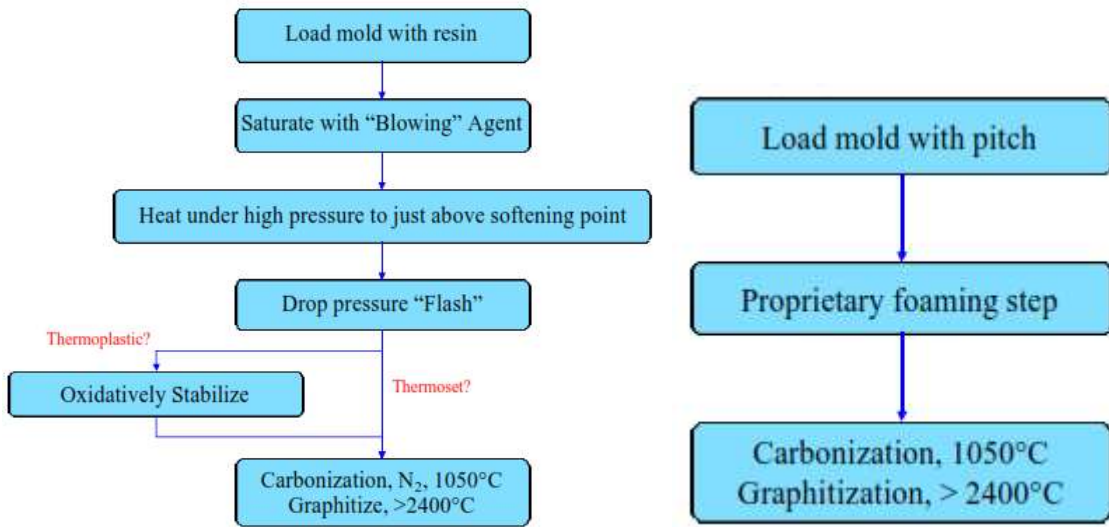 Load mold with resin
Saturate with “Blowing” Agent
Heat under high pressure to just above softening point
Drop pressure “Flash”
Thermoplastic?
Thermoset?
Oxidatively Stabilize
Carbonization, N₂, 1050°C
Graphitize, >2400°C
Load mold with pitch
Proprietary foaming step
Carbonization, 1050°C
Graphitization, > 2400°C